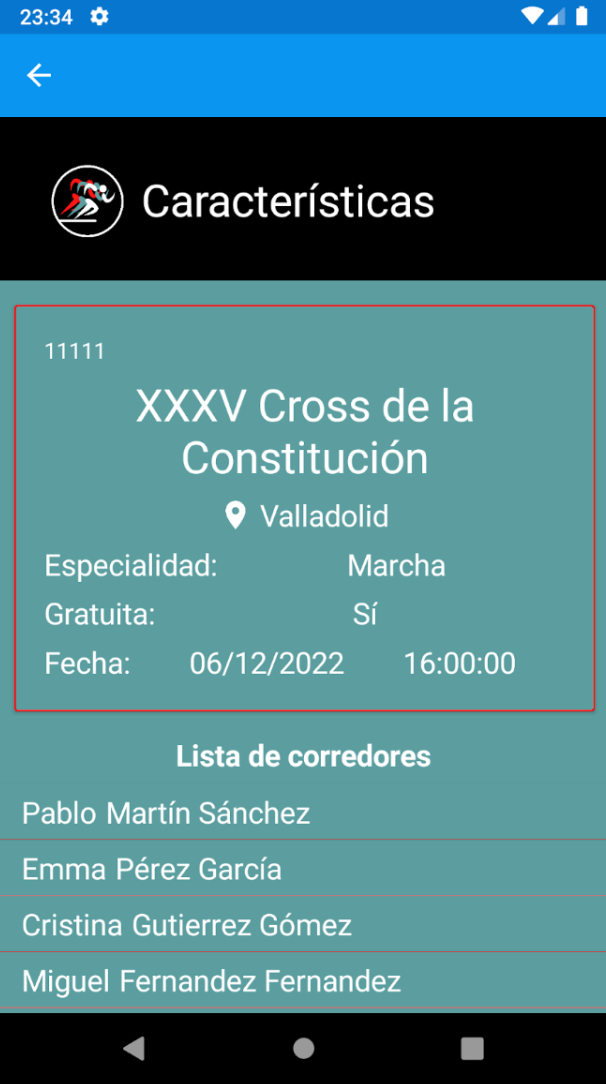 23:34
Características
11111
XXXV Cross de la
Constitución
Valladolid
Especialidad: Marcha
Gratuita: Sí
Fecha: 06/12/2022 16:00:00
Lista de corredores
Pablo Martín Sánchez
Emma Pérez García
Cristina Gutierrez Gómez
Miguel Fernandez Fernandez